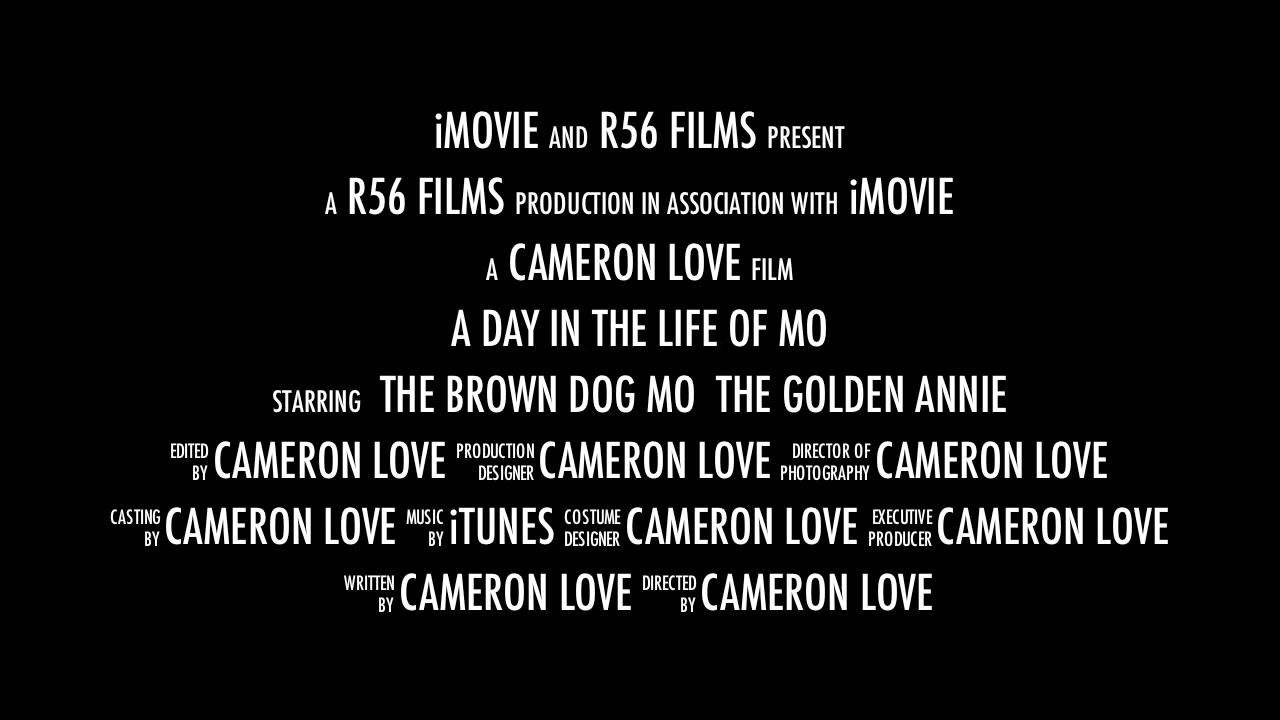 iMOVIE AND R56 FILMS PRESENT
A R56 FILMS PRODUCTION IN ASSOCIATION WITH iMOVIE
A CAMERON LOVE FILM
A DAY IN THE LIFE OF MO
STARRING THE BROWN DOG MO THE GOLDEN ANNIE
EDITED BY CAMERON LOVE PRODUCTION DESIGNER CAMERON LOVE DIRECTOR OF PHOTOGRAPHY CAMERON LOVE
CASTING BY CAMERON LOVE MUSIC BY iTUNES COSTUME DESIGNER CAMERON LOVE EXECUTIVE PRODUCER CAMERON LOVE
WRITTEN BY CAMERON LOVE DIRECTED BY CAMERON LOVE